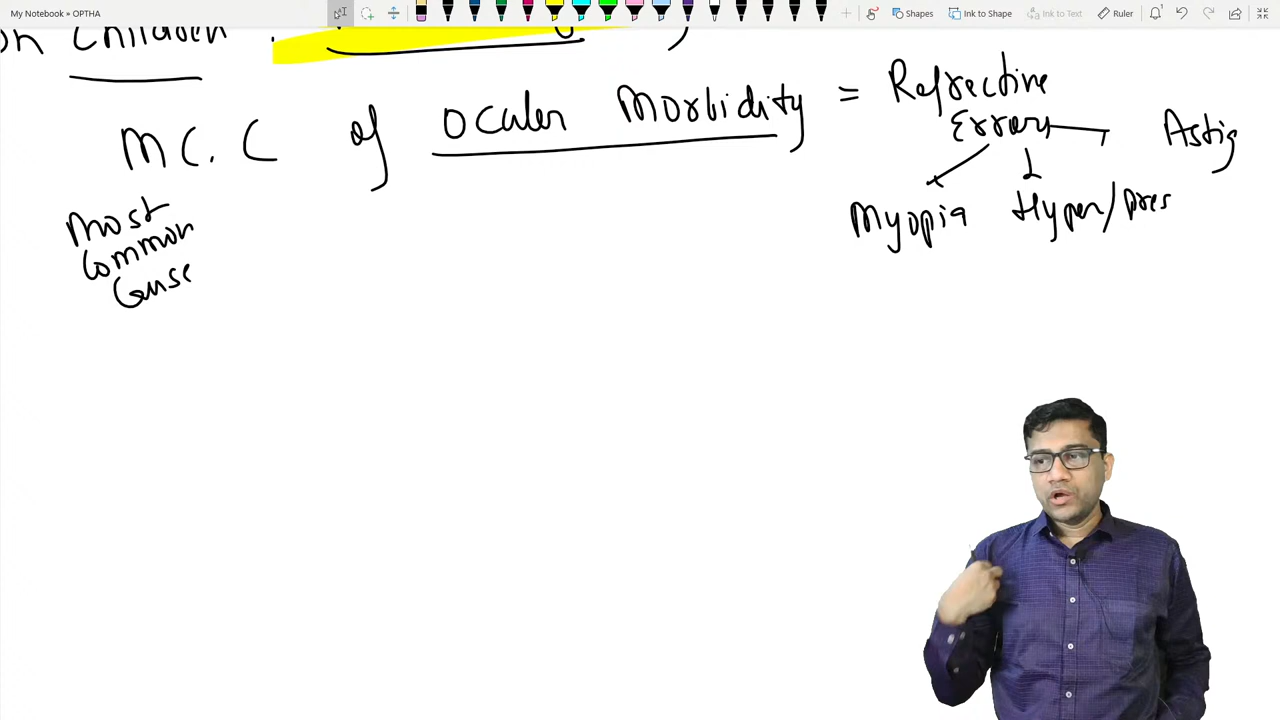 My Notebook » OPTHA
Shapes
Ink to Shape
Ink to Text
Ruler
Children :
M C. C of Ocular Morbidity = Refrective
Errors
Astig
Myopia Hyper/pres
Most
Common
Cause